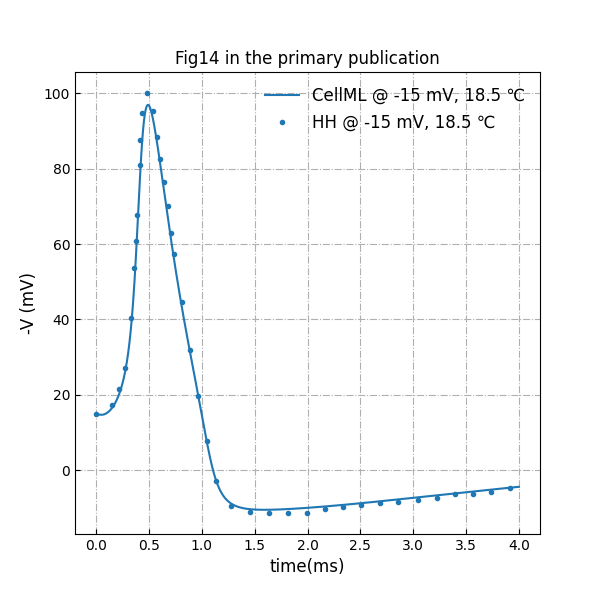 Fig14 in the primary publication
CellML @ -15 mV, 18.5 ℃
HH @ -15 mV, 18.5 ℃
100
80
60
40
20
0
-V (mV)
0.0 0.5 1.0 1.5 2.0 2.5 3.0 3.5 4.0
time(ms)